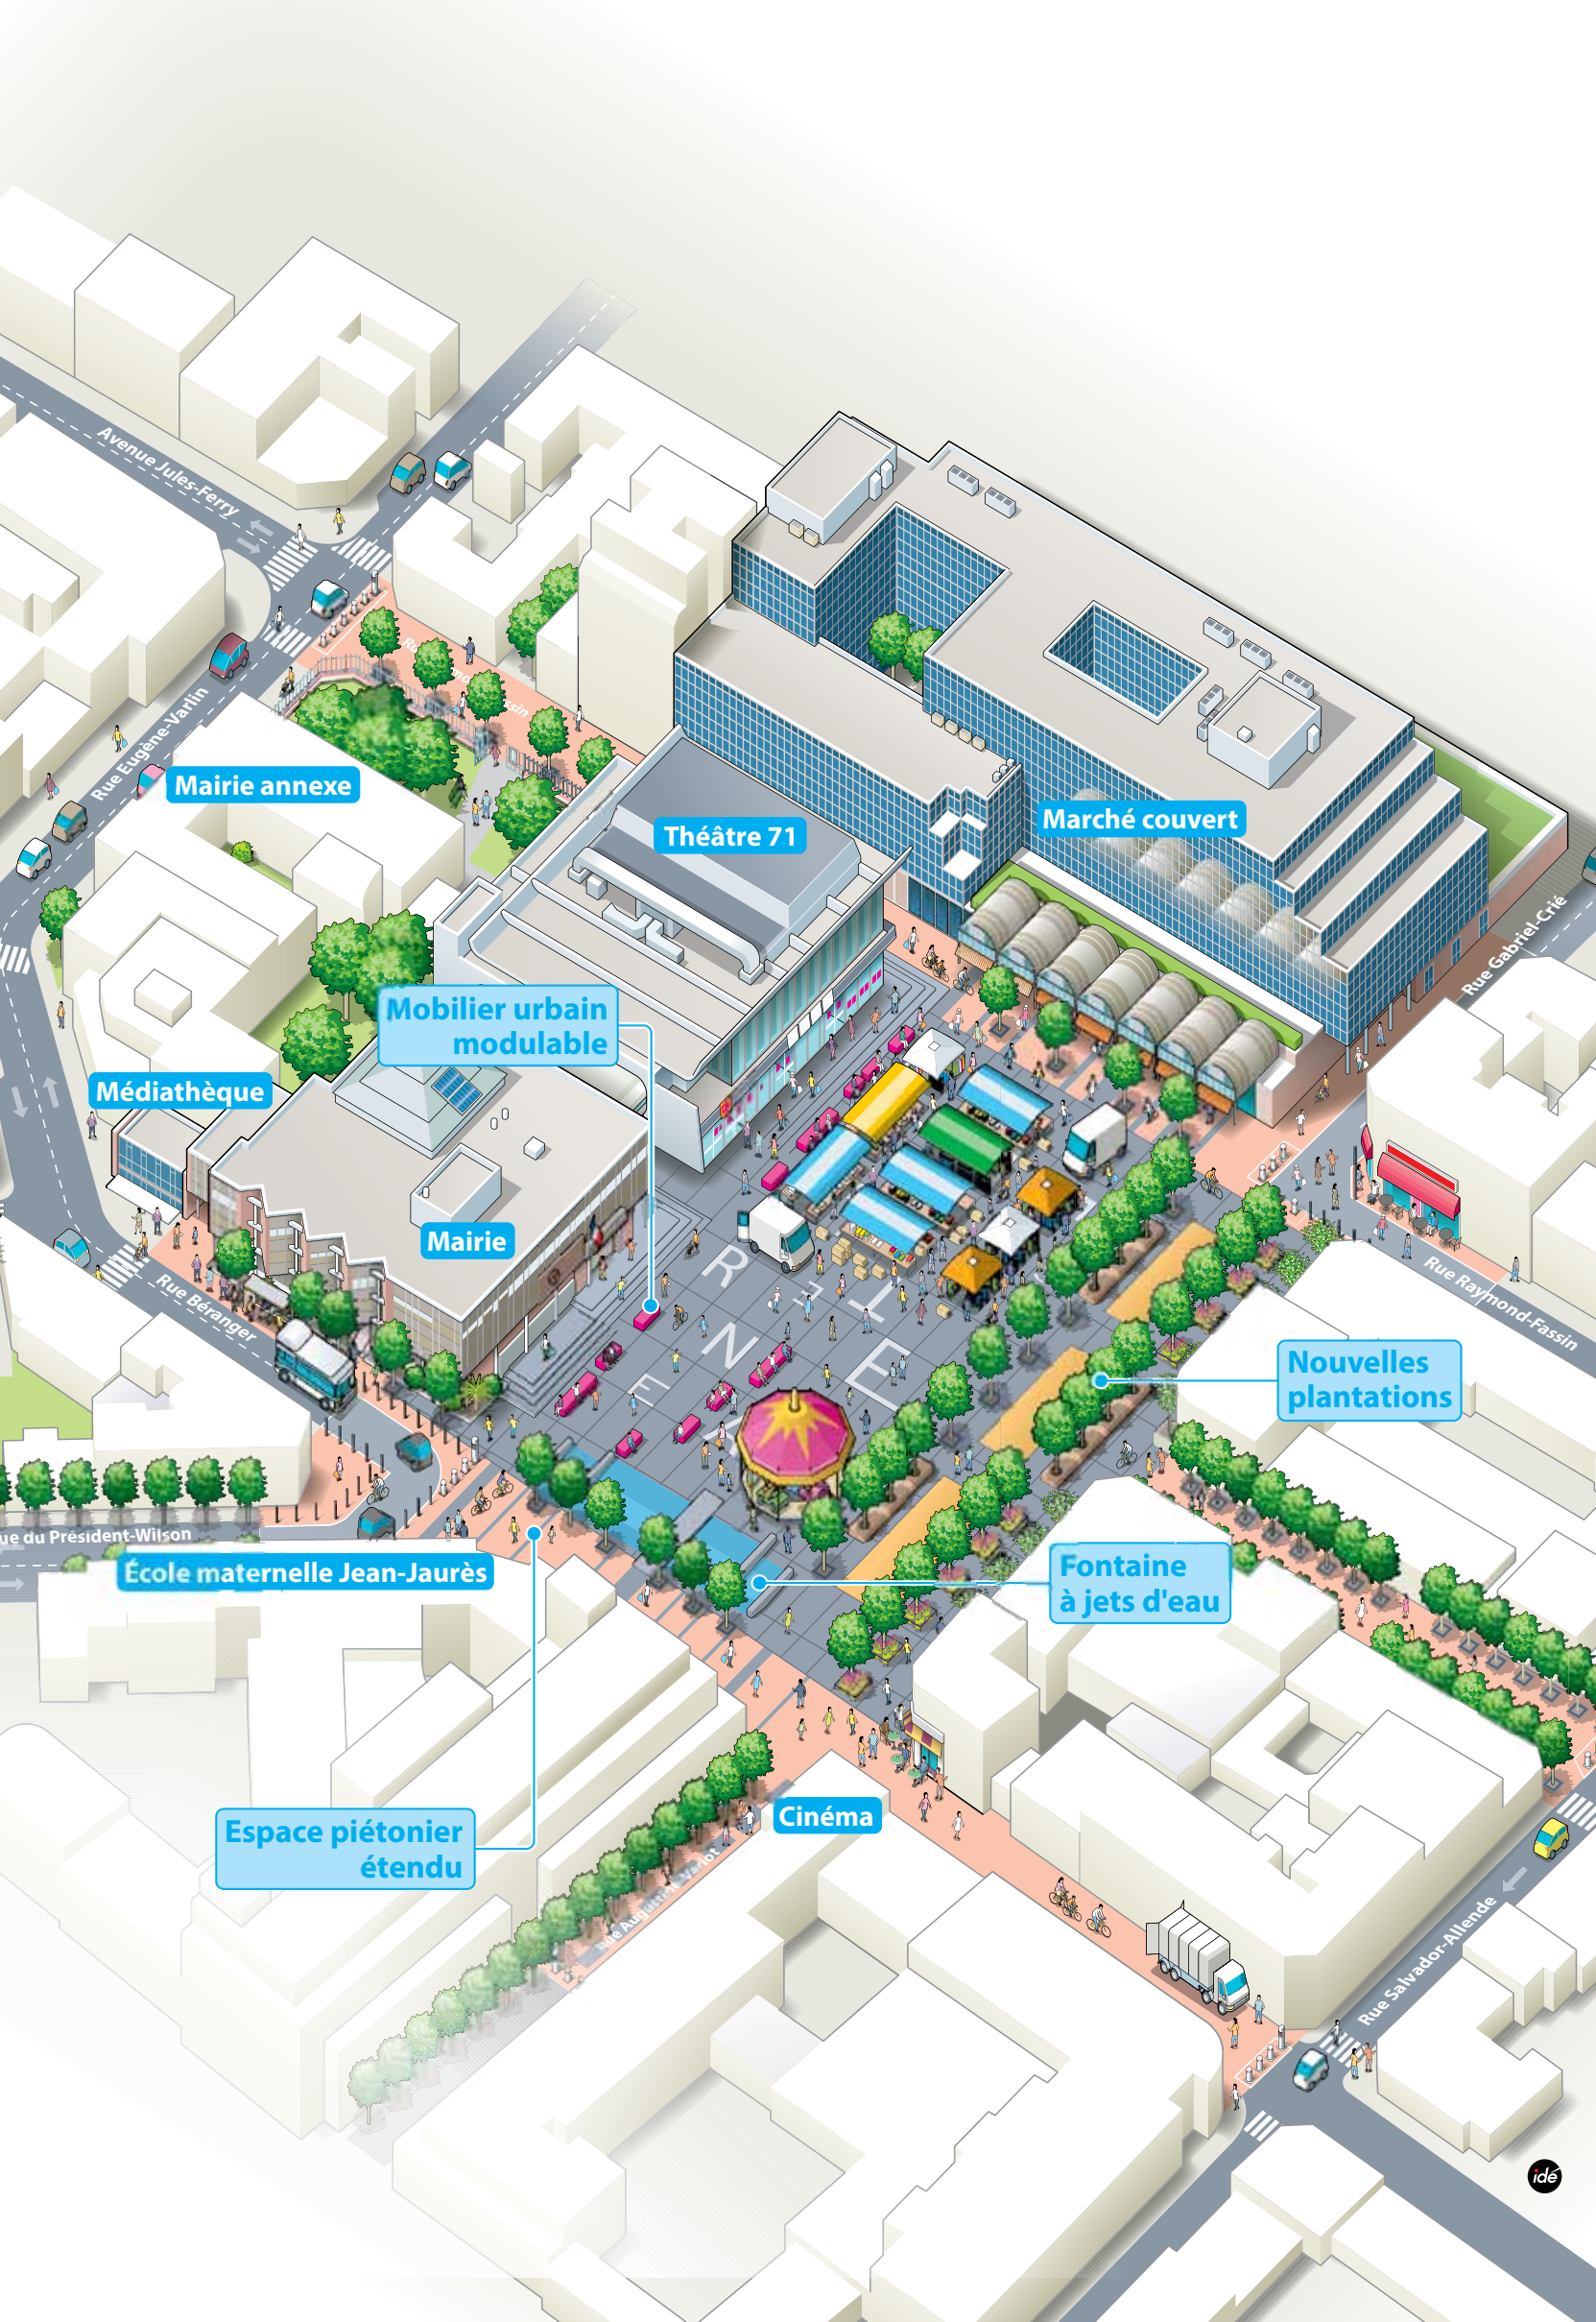 Avenue Jules-Ferry
Rue Eugène-Varlin
Mairie annexe
Théâtre 71
Marché couvert
Rue Gabriel-Crié
Mobilier urbain
modulable
Médiathèque
Mairie
Rue Béranger
Rue Raymond-Fassin
Nouvelles
plantations
du Président-Wilson
École maternelle Jean-Jaurès
Fontaine
à jets d'eau
Espace piétonier
étendu
Cinéma
Rue Salvador-Allende
idé